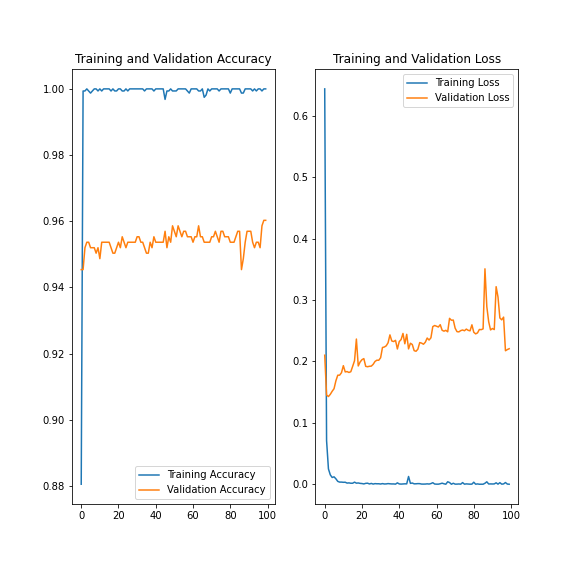 Training and Validation Accuracy
1.00
0.98
0.96
0.94
0.92
0.90
0.88
0 20 40 60 80 100
Training Accuracy
Validation Accuracy
Training and Validation Loss
Training Loss
Validation Loss
0.6
0.5
0.4
0.3
0.2
0.1
0.0
0 20 40 60 80 100